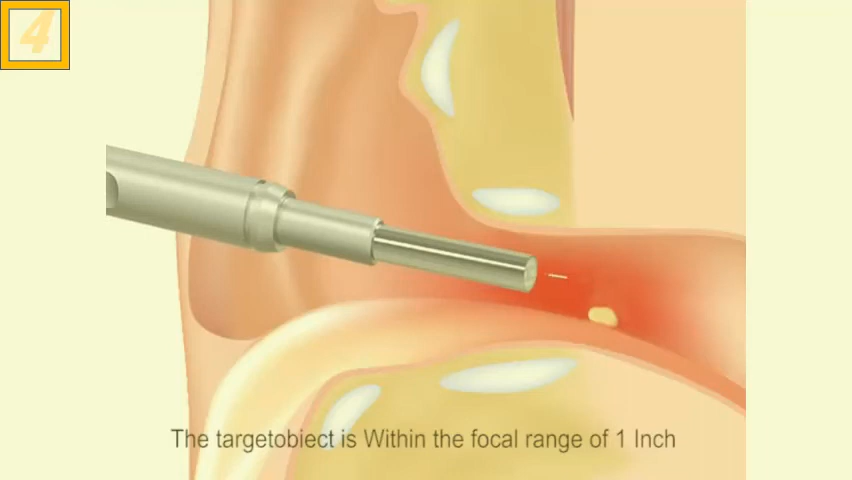 4
The targetobiect is Within the focal range of 1 Inch